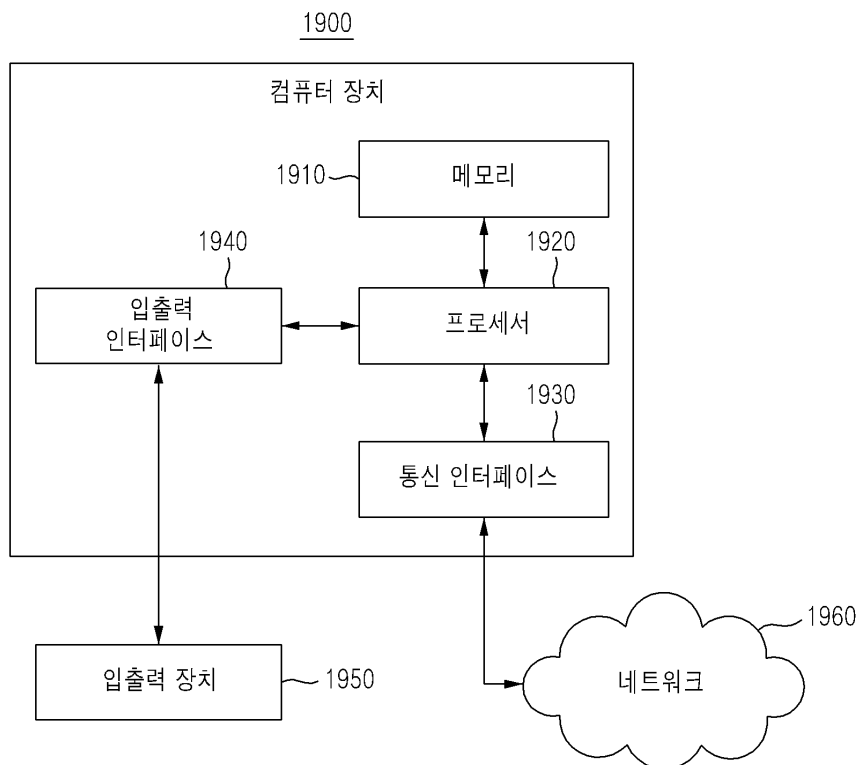 1900
컴퓨터 장치
1910
메모리
1940
1920
입출력
인터페이스
프로세서
1930
통신 인터페이스
1960
입출력 장치
1950
네트워크